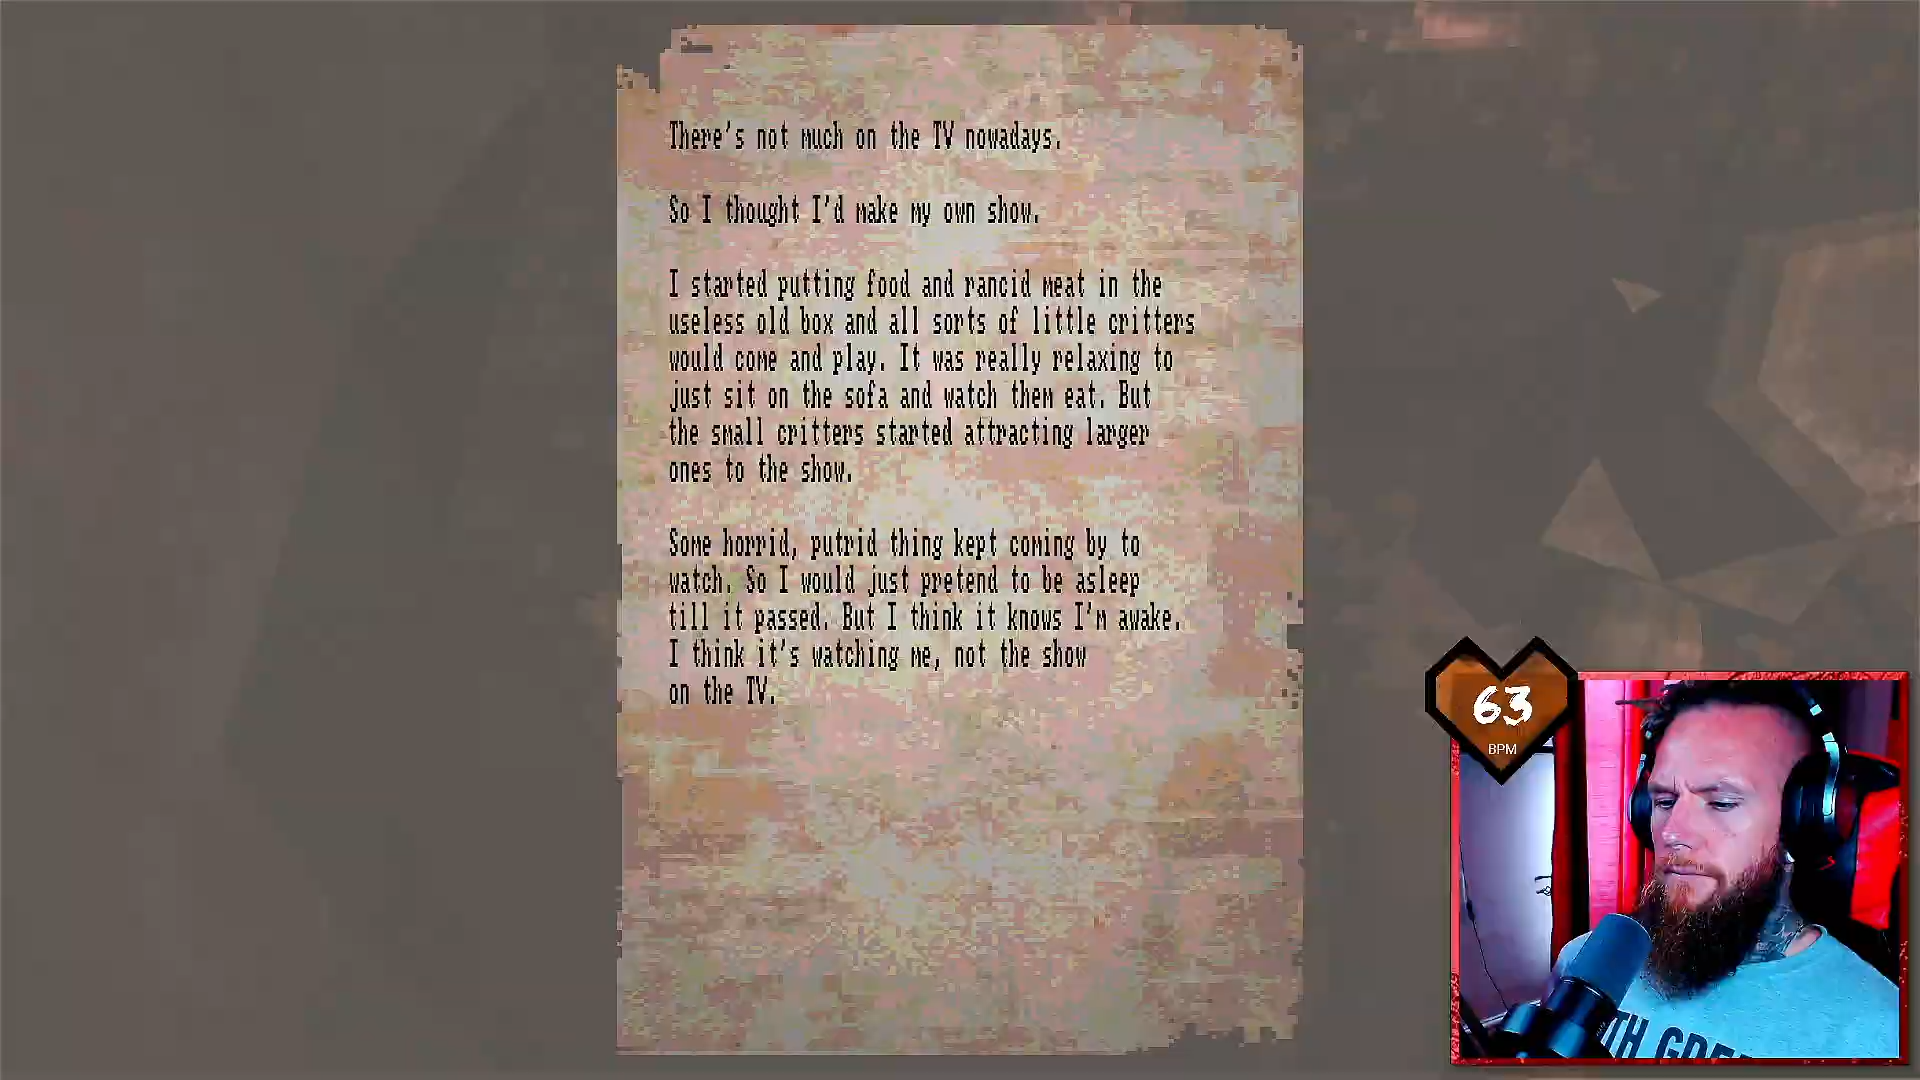 There's not much on the TV nowadays.
So I thought I'd make my own show.
I started putting food and rancid meat in the
useless old box and all sorts of little critters
would come and play. It was really relaxing to
just sit on the sofa and watch them eat. But
the small critters started attracting larger
ones to the show.
Some horrid, putrid thing kept coming by to
watch. So I would just pretend to be asleep
till it passed. But I think it knows I'm awake.
I think it's watching me, not the show
on the TV.
63
BPM